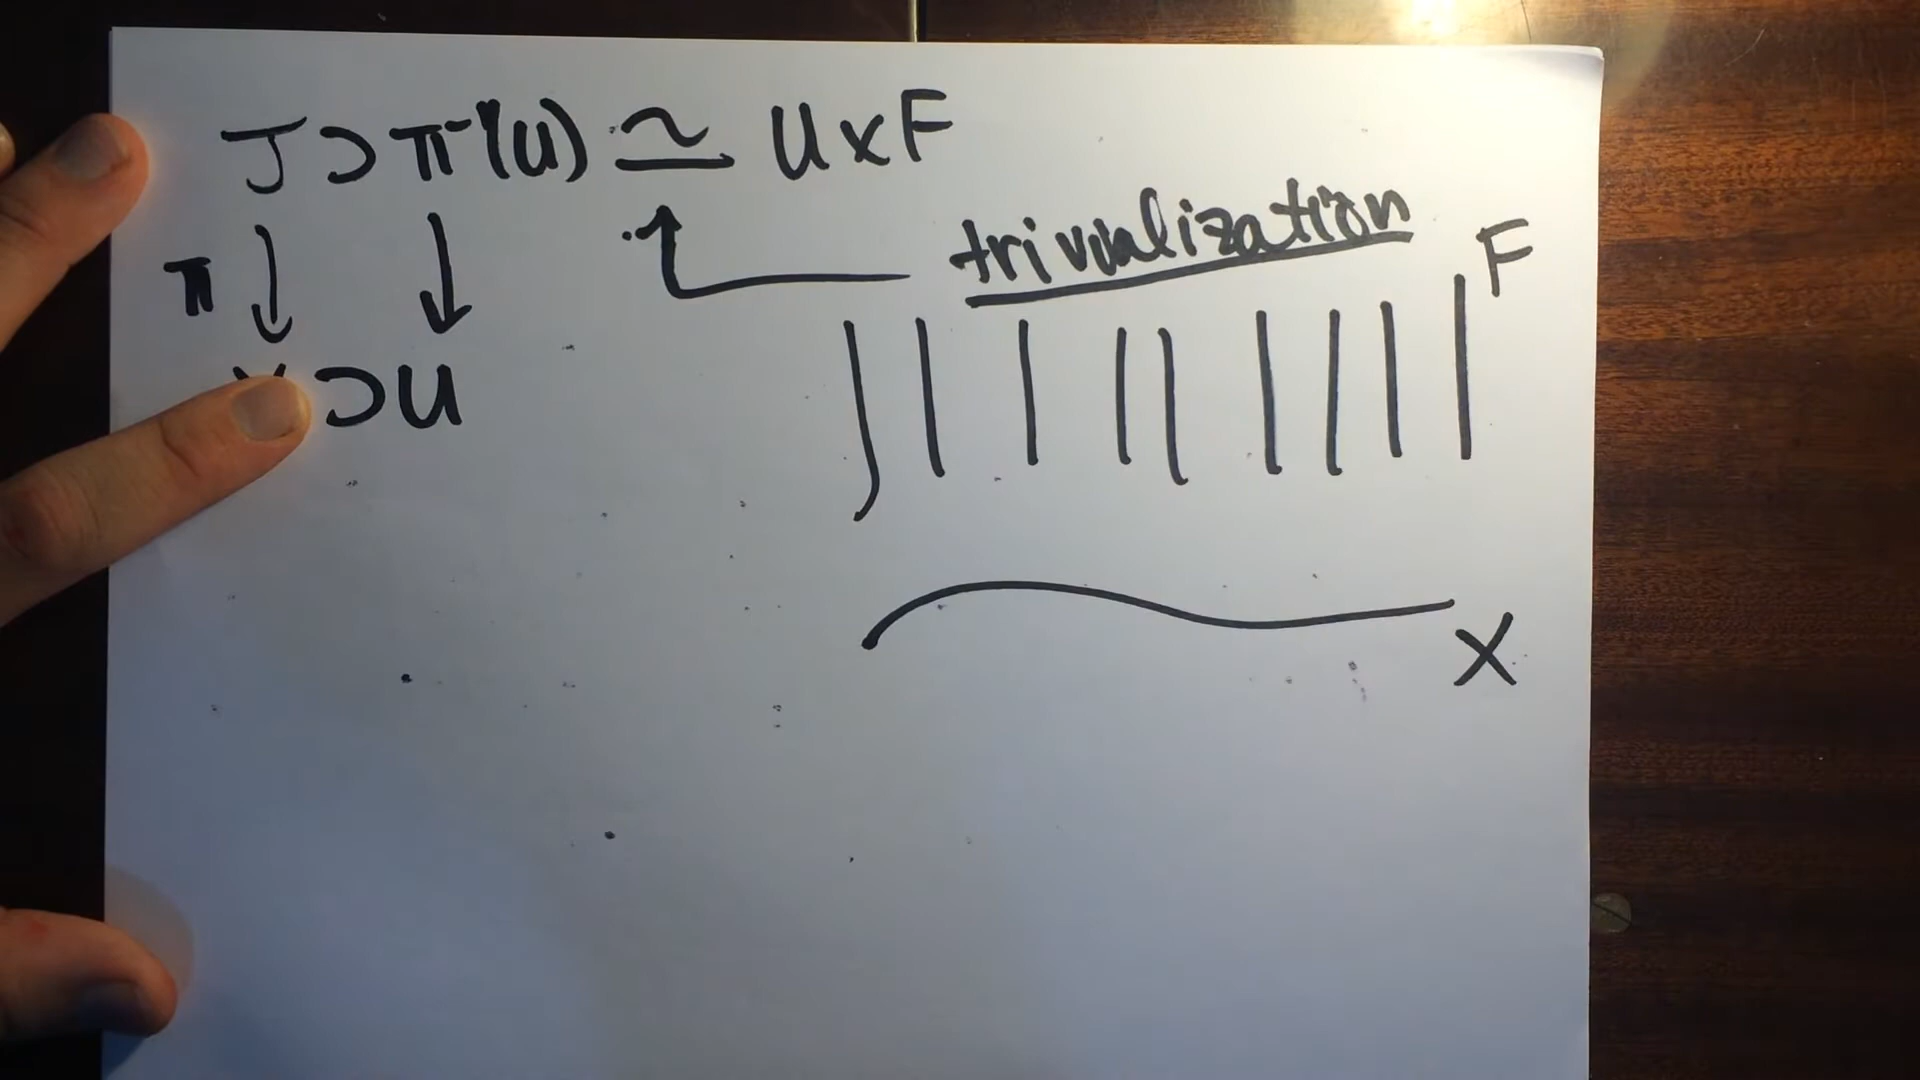 J ⊃ π⁻¹(U) ≃ U×F
trivialization
F
π ↓ ↓
⊃ U
X